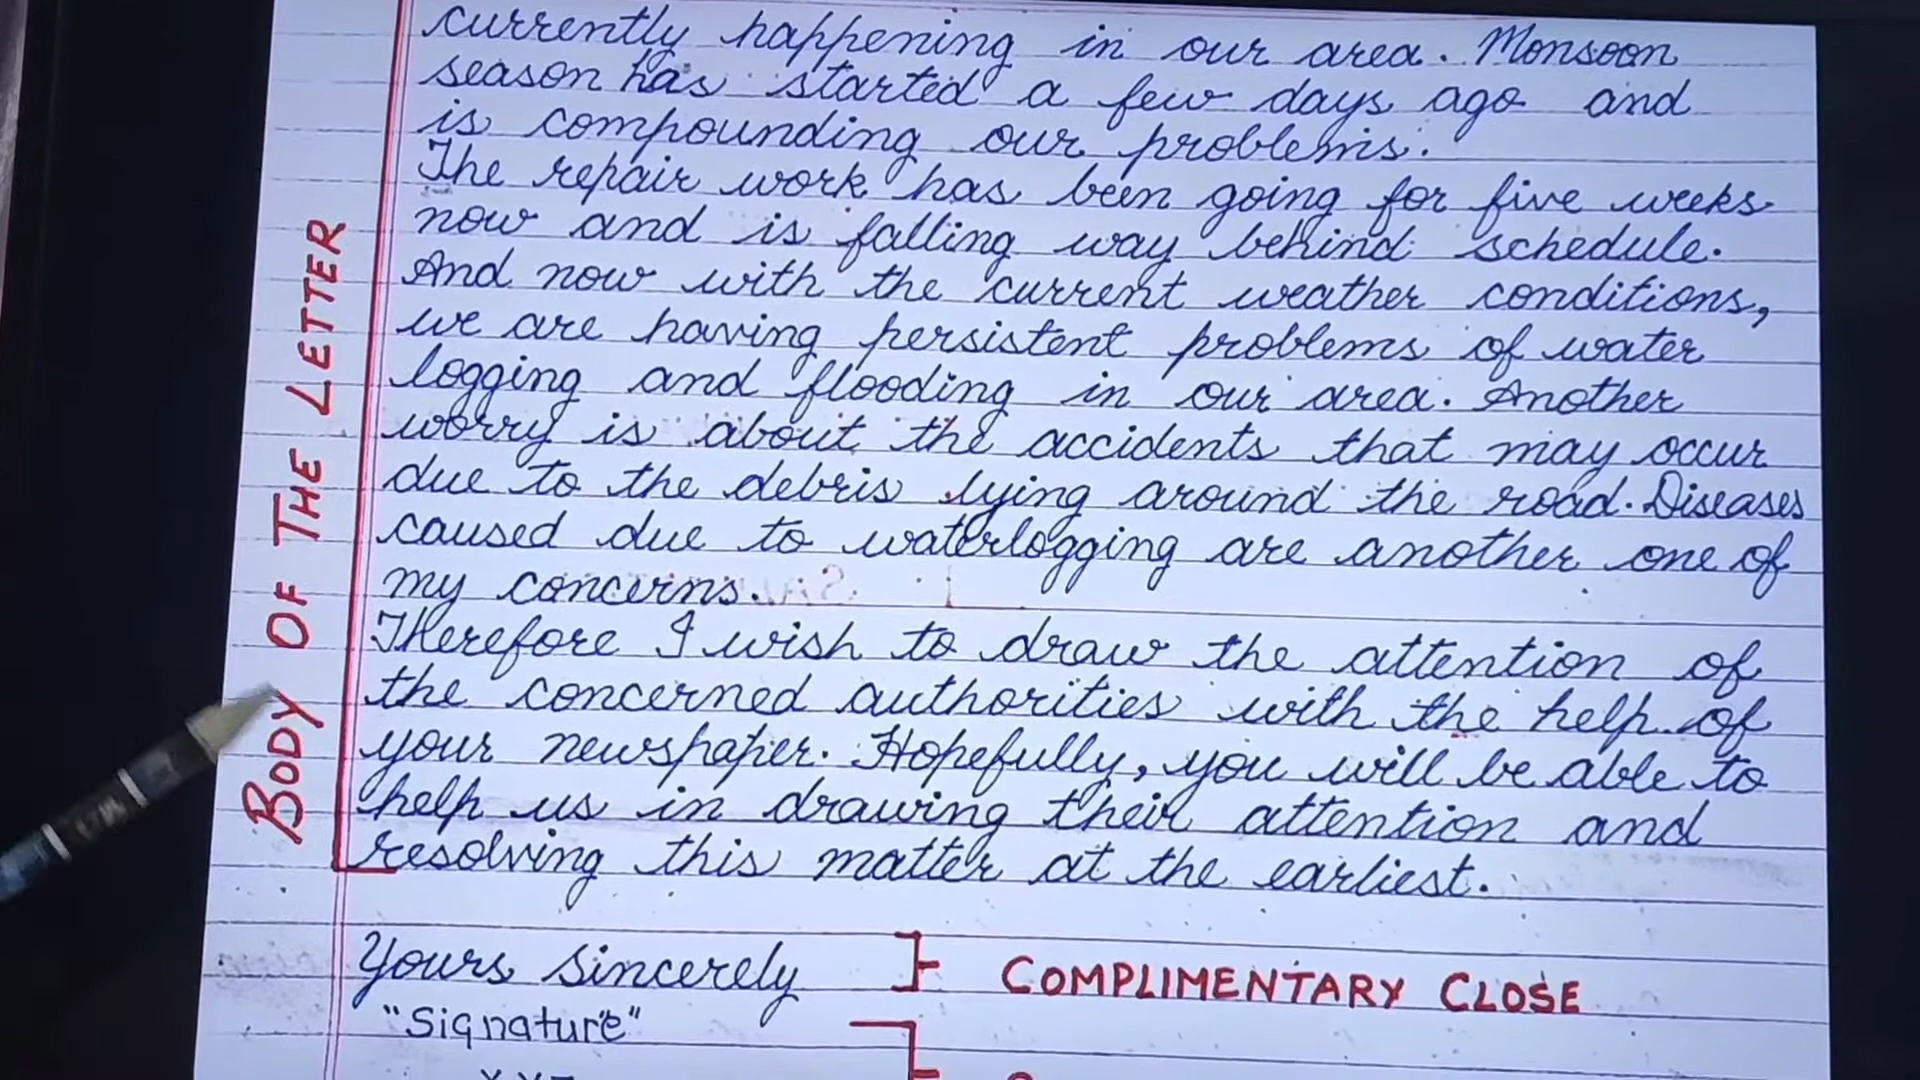 currently happening in our area. Monsoon
season has started a few days ago and
is compounding our problems.
The repair work has been going for five weeks
now and is falling way behind schedule.
And now with the current weather conditions,
we are having persistent problems of water
logging and flooding in our area. Another
worry is about the accidents that may occur
due to the debris lying around the road. Diseases
caused due to waterlogging are another one of
my concerns.
Therefore I wish to draw the attention of
the concerned authorities with the help of
your newspaper. Hopefully, you will be able to
help us in drawing their attention and
resolving this matter at the earliest.
BODY OF THE LETTER
Yours sincerely
COMPLIMENTARY CLOSE
"Signature"